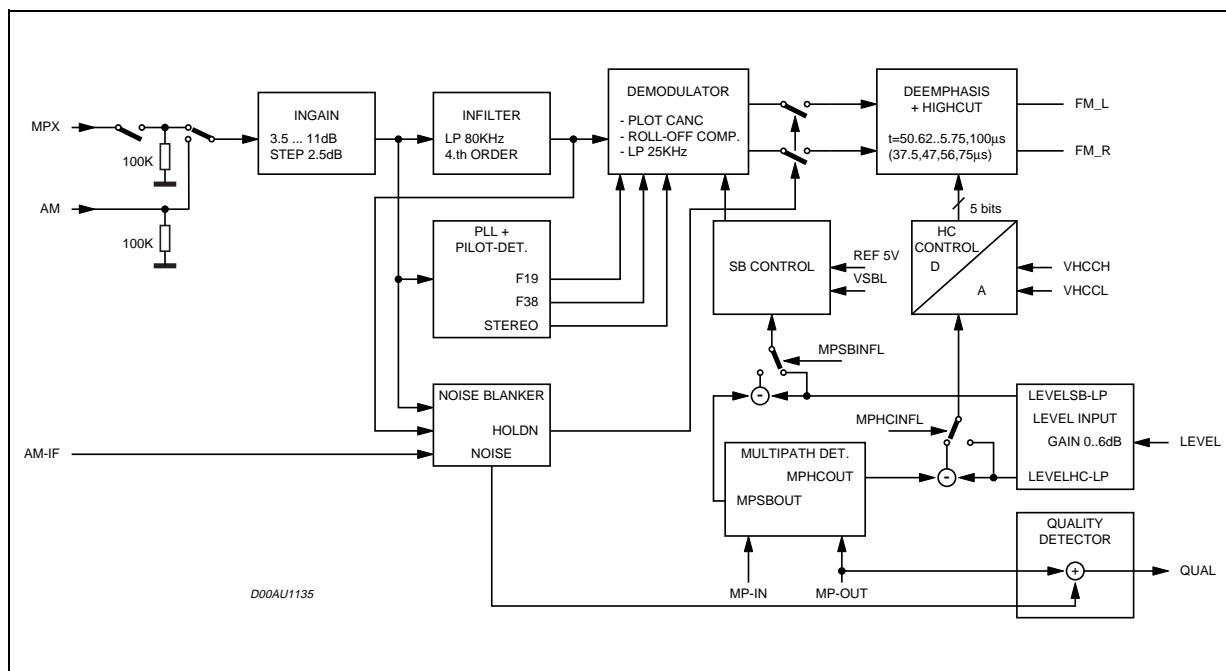 MPX
100K
AM
100K
INGAIN
3.5 ... 11dB
STEP 2.5dB
INFILTER
LP 80KHz
4.th ORDER
DEMODULATOR
- PLOT CANC
- ROLL-OFF COMP.
- LP 25KHz
DEEMPHASIS
+ HIGHCUT
t=50.62..5.75,100µs
(37.5,47,56,75µs)
FM_L
FM_R
5 bits
PLL +
PILOT-DET.
F19
F38
STEREO
SB CONTROL
REF 5V
VSBL
HC
CONTROL
D
A
VHCCH
VHCCL
MPSBINFL
NOISE BLANKER
HOLDN
NOISE
AM-IF
MPHCINFL
LEVELSB-LP
LEVEL INPUT
GAIN 0..6dB
LEVELHC-LP
LEVEL
MULTIPATH DET.
MPHCOUT
MPSBOUT
-
-
QUALITY
DETECTOR
+
QUAL
MP-IN
MP-OUT
D00AU1135